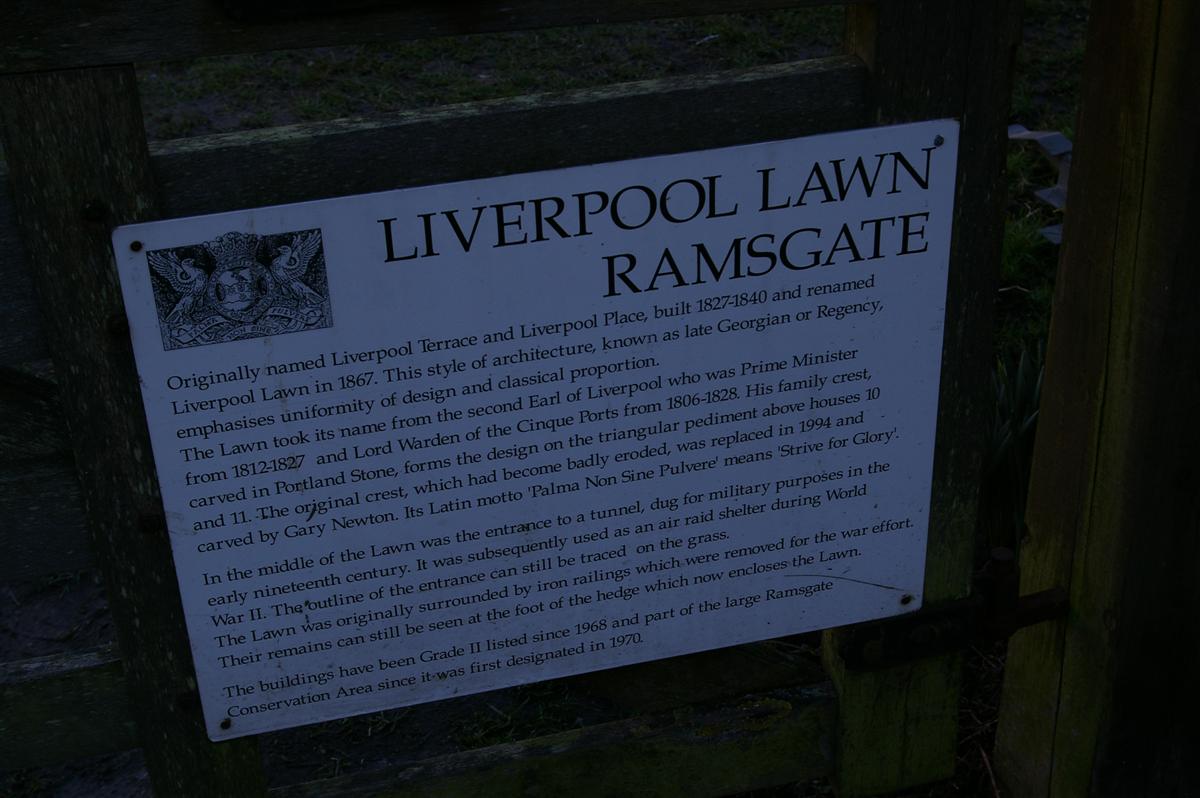 LIVERPOOL LAWN
RAMSGATE
Originally named Liverpool Terrace and Liverpool Place, built 1827-1840 and renamed
Liverpool Lawn in 1867. This style of architecture, known as late Georgian or Regency,
emphasises uniformity of design and classical proportion.
The Lawn took its name from the second Earl of Liverpool who was Prime Minister
from 1812-1827 and Lord Warden of the Cinque Ports from 1806-1828. His family crest,
carved in Portland Stone, forms the design on the triangular pediment above houses 10
and 11. The original crest, which had become badly eroded, was replaced in 1994 and
carved by Gary Newton. Its Latin motto 'Palma Non Sine Pulvere' means 'Strive for Glory'.
In the middle of the Lawn was the entrance to a tunnel, dug for military purposes in the
early nineteenth century. It was subsequently used as an air raid shelter during World
War II. The outline of the entrance can still be traced on the grass.
The Lawn was originally surrounded by iron railings which were removed for the war effort.
Their remains can still be seen at the foot of the hedge which now encloses the Lawn.
The buildings have been Grade II listed since 1968 and part of the large Ramsgate
Conservation Area since it was first designated in 1970.